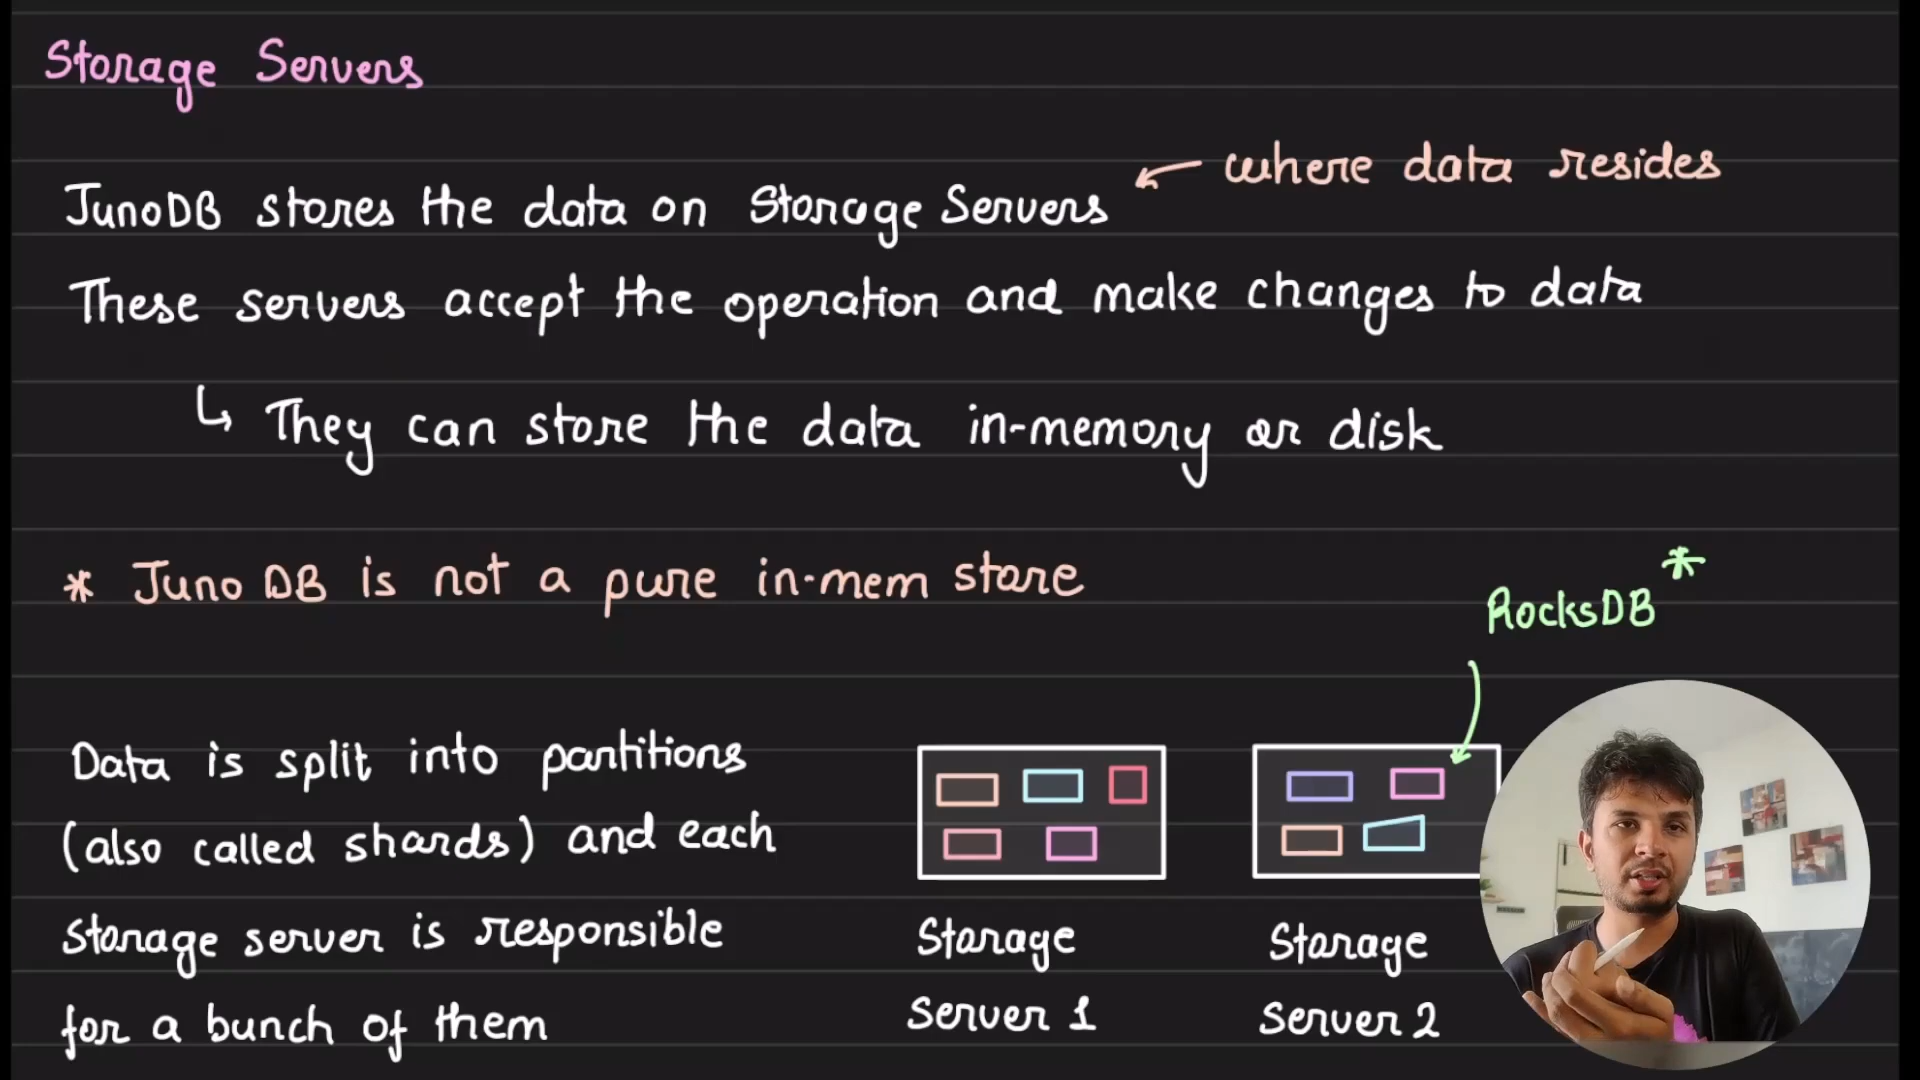 Storage Servers
where data resides
JunoDB stores the data on Storage Servers
These servers accept the operation and make changes to data
They can store the data in-memory or disk
* Juno DB is not a pure in-mem store
RocksDB *
Data is split into partitions
(also called shards) and each
storage server is responsible
for a bunch of them
Storage
Server 1
Storage
Server 2